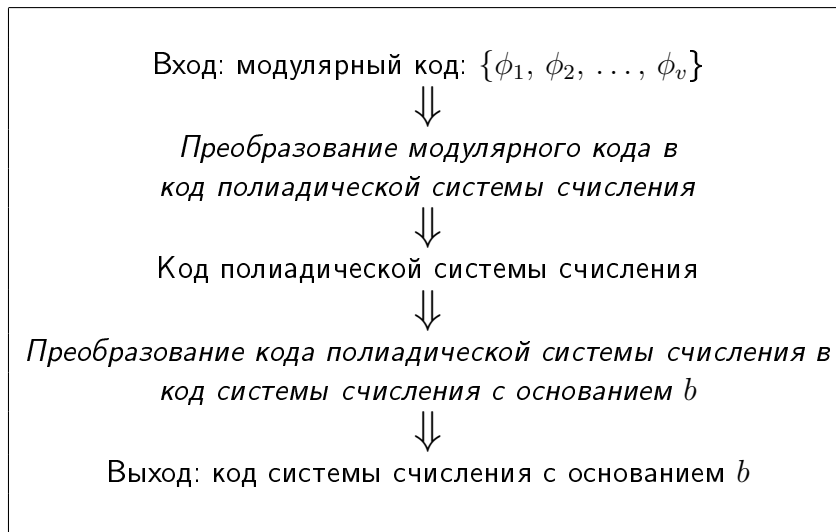 Вход: модулярный код: {ϕ₁, ϕ₂, …, ϕᵥ}
⇓
Преобразование модулярного кода в
код полиадической системы счисления
⇓
Код полиадической системы счисления
⇓
Преобразование кода полиадической системы счисления в
код системы счисления с основанием b
⇓
Выход: код системы счисления с основанием b